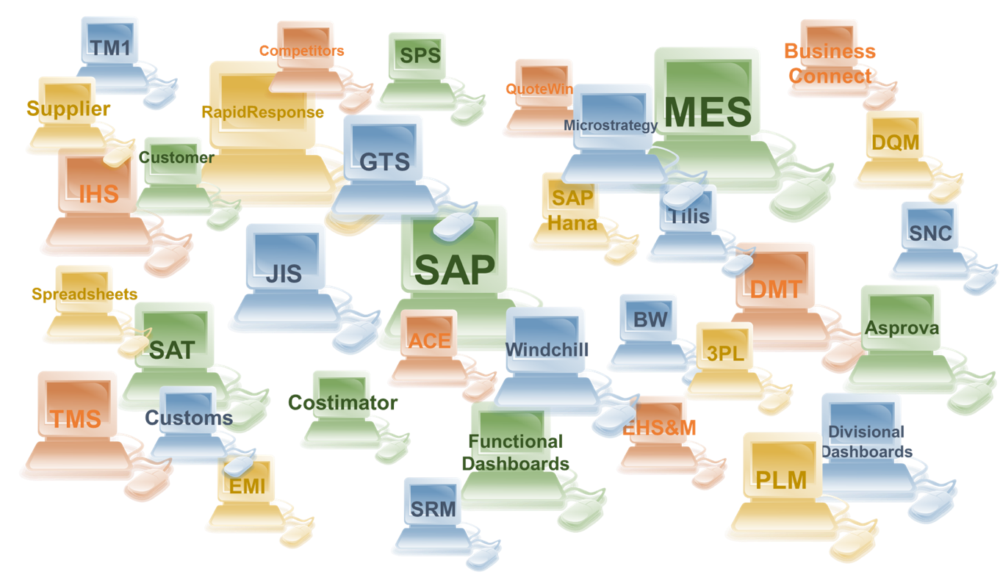 TM1
Competitors
SPS
Business
Connect
QuoteWin
Supplier
RapidResponse
MES
Microstrategy
DQM
Customer
GTS
IHS
SAP
Hana
Tilis
SNC
JIS
SAP
DMT
Spreadsheets
BW
Asprova
SAT
ACE
Windchill
3PL
Costimator
TMS
Customs
EHS&M
Functional
Dashboards
Divisional
Dashboards
EMI
PLM
SRM